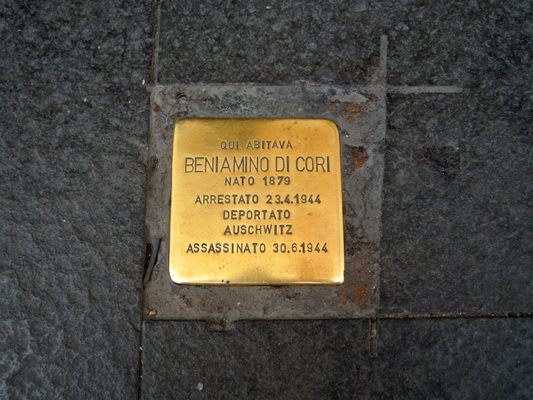 QUI ABITAVA
BENIAMINO DI CORI
NATO 1879
ARRESTATO 23.4.1944
DEPORTATO
AUSCHWITZ
ASSASSINATO 30.6.1944